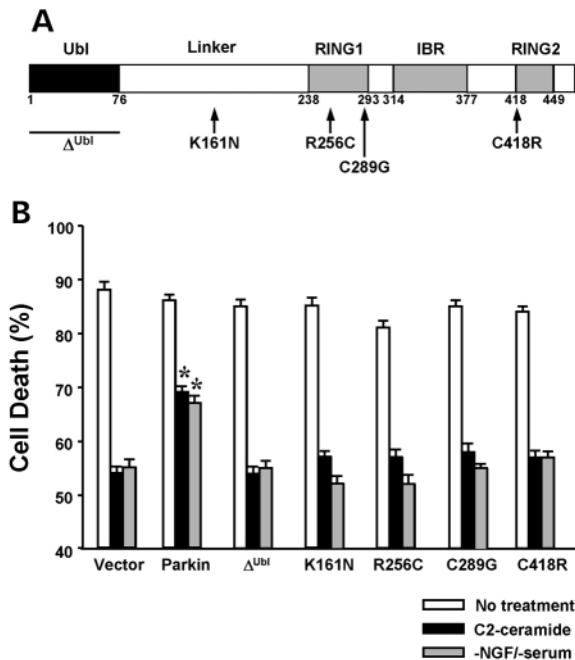 A
Ubl Linker RING1 IBR RING2
1 76 238 293 314 377 418 449
Δ^Ubl K161N R256C C418R
C289G
B
Cell Death (%)
100
90
80
70
60
50
40
* *
Vector Parkin Δ^Ubl K161N R256C C289G C418R
No treatment
C2-ceramide
-NGF/-serum